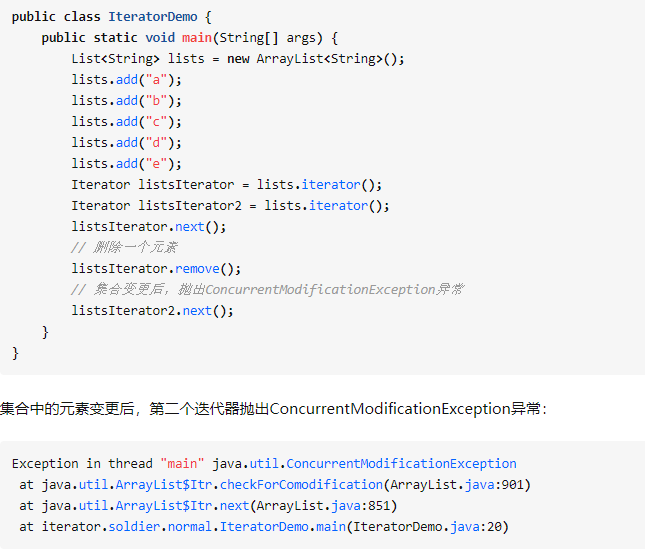 public class IteratorDemo {
    public static void main(String[] args) {
        List<String> lists = new ArrayList<String>();
        lists.add("a");
        lists.add("b");
        lists.add("c");
        lists.add("d");
        lists.add("e");
        Iterator listsIterator = lists.iterator();
        Iterator listsIterator2 = lists.iterator();
        listsIterator.next();
        // 删除一个元素
        listsIterator.remove();
        // 集合变更后，抛出ConcurrentModificationException异常
        listsIterator2.next();
    }
}
集合中的元素变更后，第二个迭代器抛出ConcurrentModificationException异常：
Exception in thread "main" java.util.ConcurrentModificationException
 at java.util.ArrayList$Itr.checkForComodification(ArrayList.java:901)
 at java.util.ArrayList$Itr.next(ArrayList.java:851)
 at iterator.soldier.normal.IteratorDemo.main(IteratorDemo.java:20)